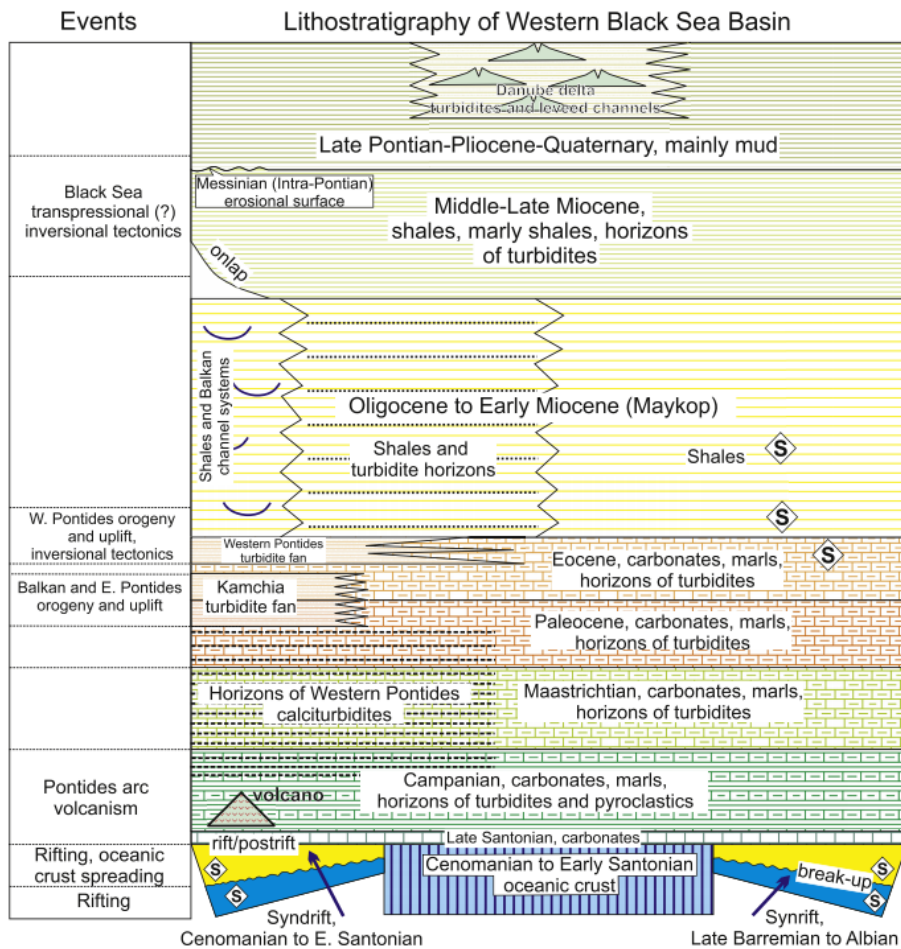 Events
Lithostratigraphy of Western Black Sea Basin
Danube delta
turbidites and leveed channels
Late Pontian-Pliocene-Quaternary, mainly mud
Messinian (Intra-Pontian)
erosional surface
Black Sea
transpressional (?)
inversional tectonics
Middle-Late Miocene,
shales, marly shales, horizons
of turbidites
onlap
Shales and Balkan
channel systems
Oligocene to Early Miocene (Maykop)
Shales and
turbidite horizons
Shales
S
S
W. Pontides orogeny
and uplift,
inversional tectonics
Western Pontides
turbidite fan
Eocene, carbonates, marls,
horizons of turbidites
S
Balkan and E. Pontides
orogeny and uplift
Kamchia
turbidite fan
Paleocene, carbonates, marls,
horizons of turbidites
Horizons of Western Pontides
calciturbidites
Maastrichtian, carbonates, marls,
horizons of turbidites
Pontides arc
volcanism
volcano
Campanian, carbonates, marls,
horizons of turbidites and pyroclastics
Late Santonian, carbonates
Rifting, oceanic
crust spreading
Rifting
rift/postrift
S
S
Cenomanian to Early Santonian
oceanic crust
break-up
S
S
Syndrift,
Cenomanian to E. Santonian
Synrift,
Late Barremian to Albian